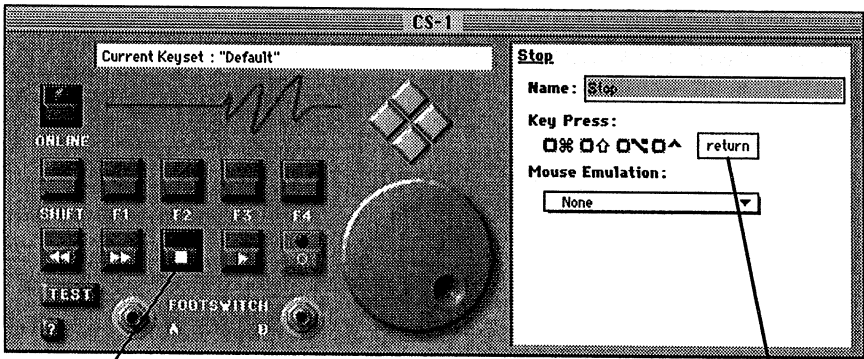 CS-1
Current Keyset : "Default"
ONLINE
SHIFT F1 F2 F3 F4
TEST
FOOTSWITCH
A B
?
Stop
Name: Stop
Key Press:
⌘ ⇧ ⌥ ^ return
Mouse Emulation:
None